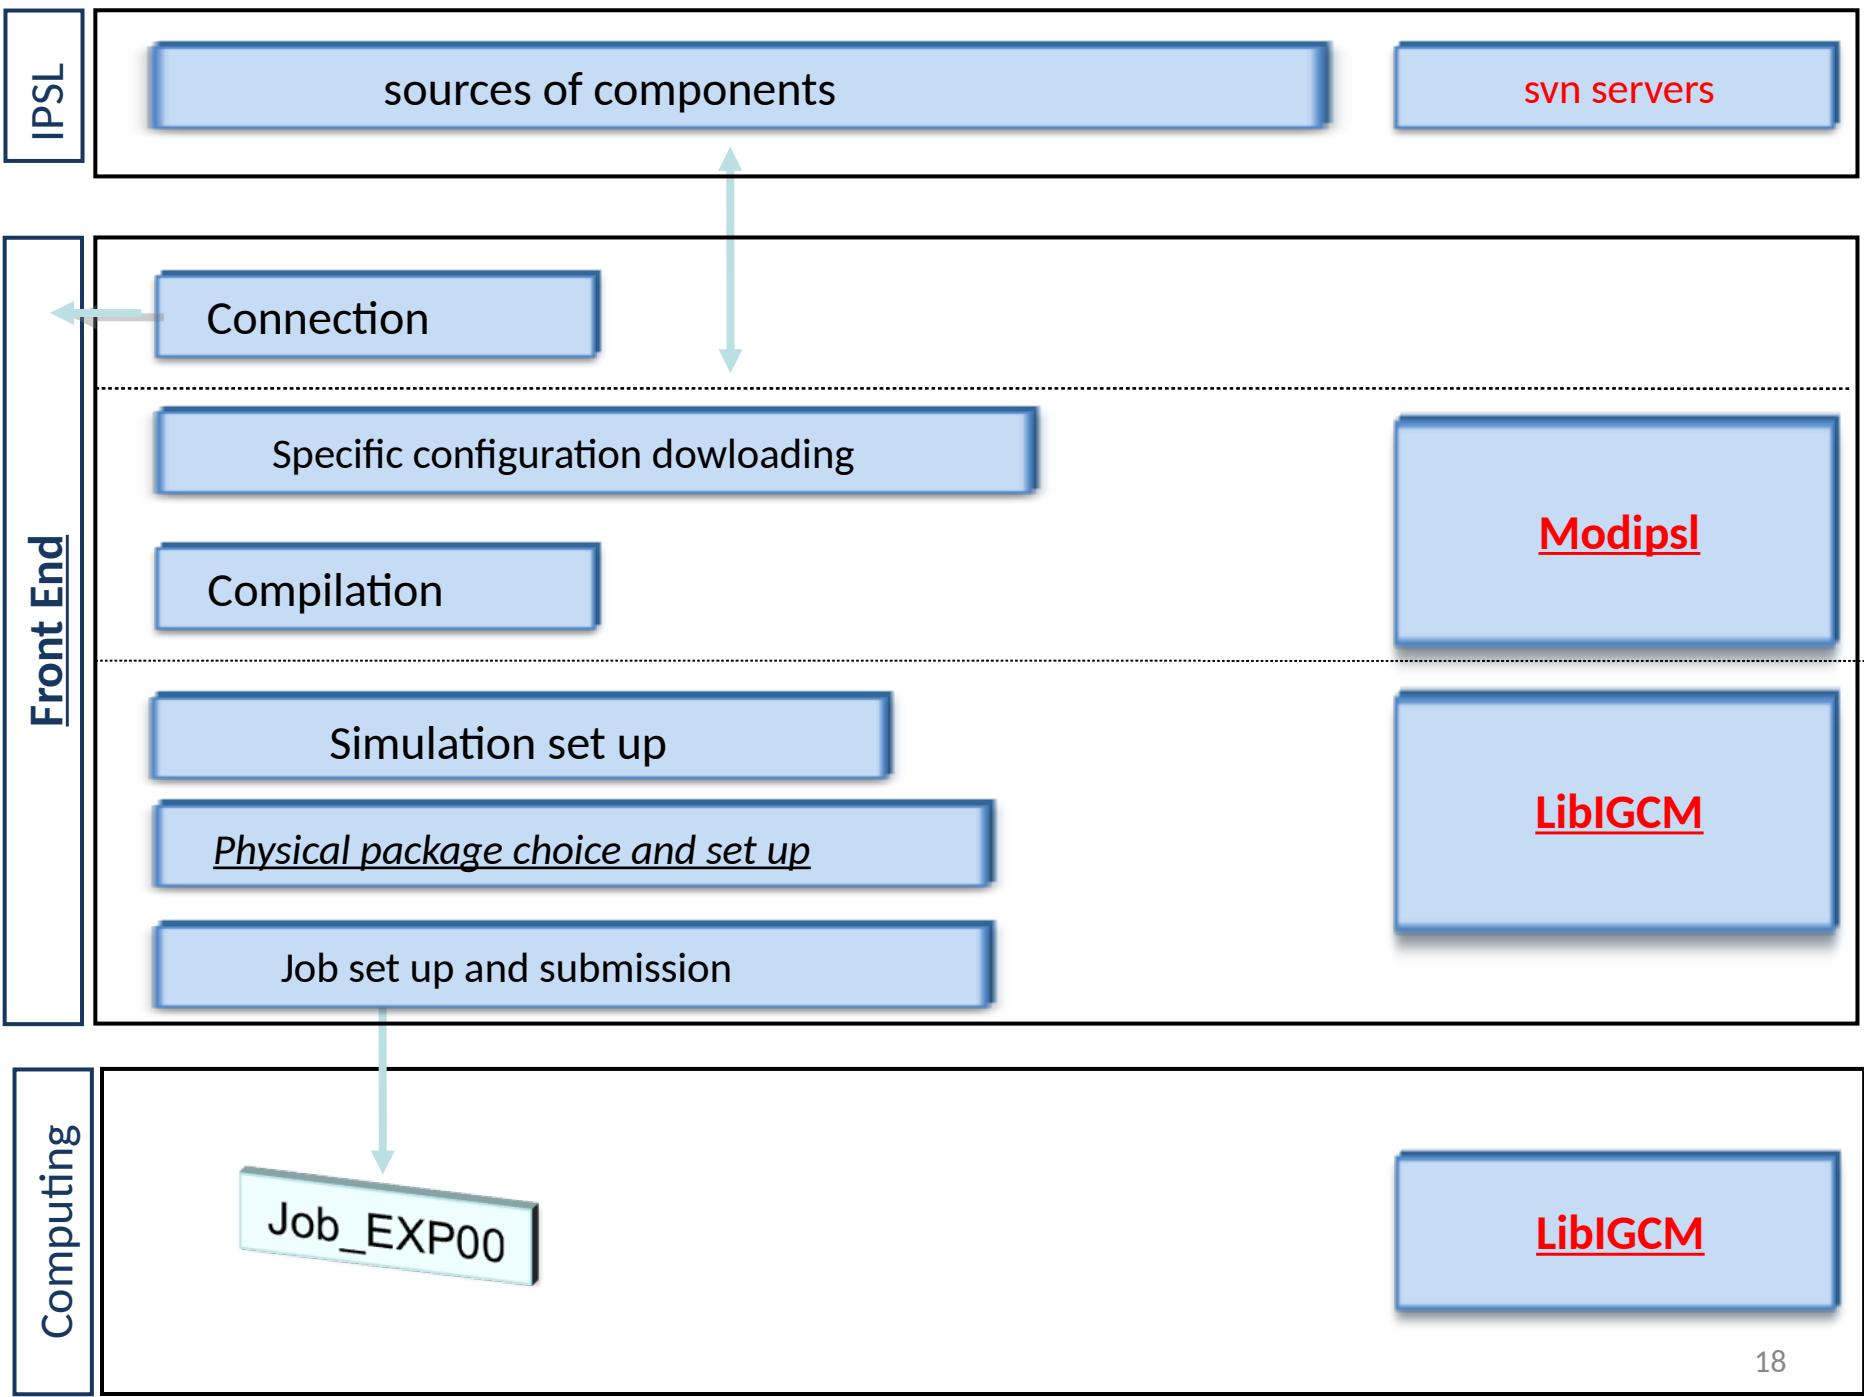 IPSL
sources of components
svn servers
Front End
Connection
Specific configuration dowloading
Modipsl
Compilation
Simulation set up
LibIGCM
Physical package choice and set up
Job set up and submission
Computing
Job_EXP00
LibIGCM
18